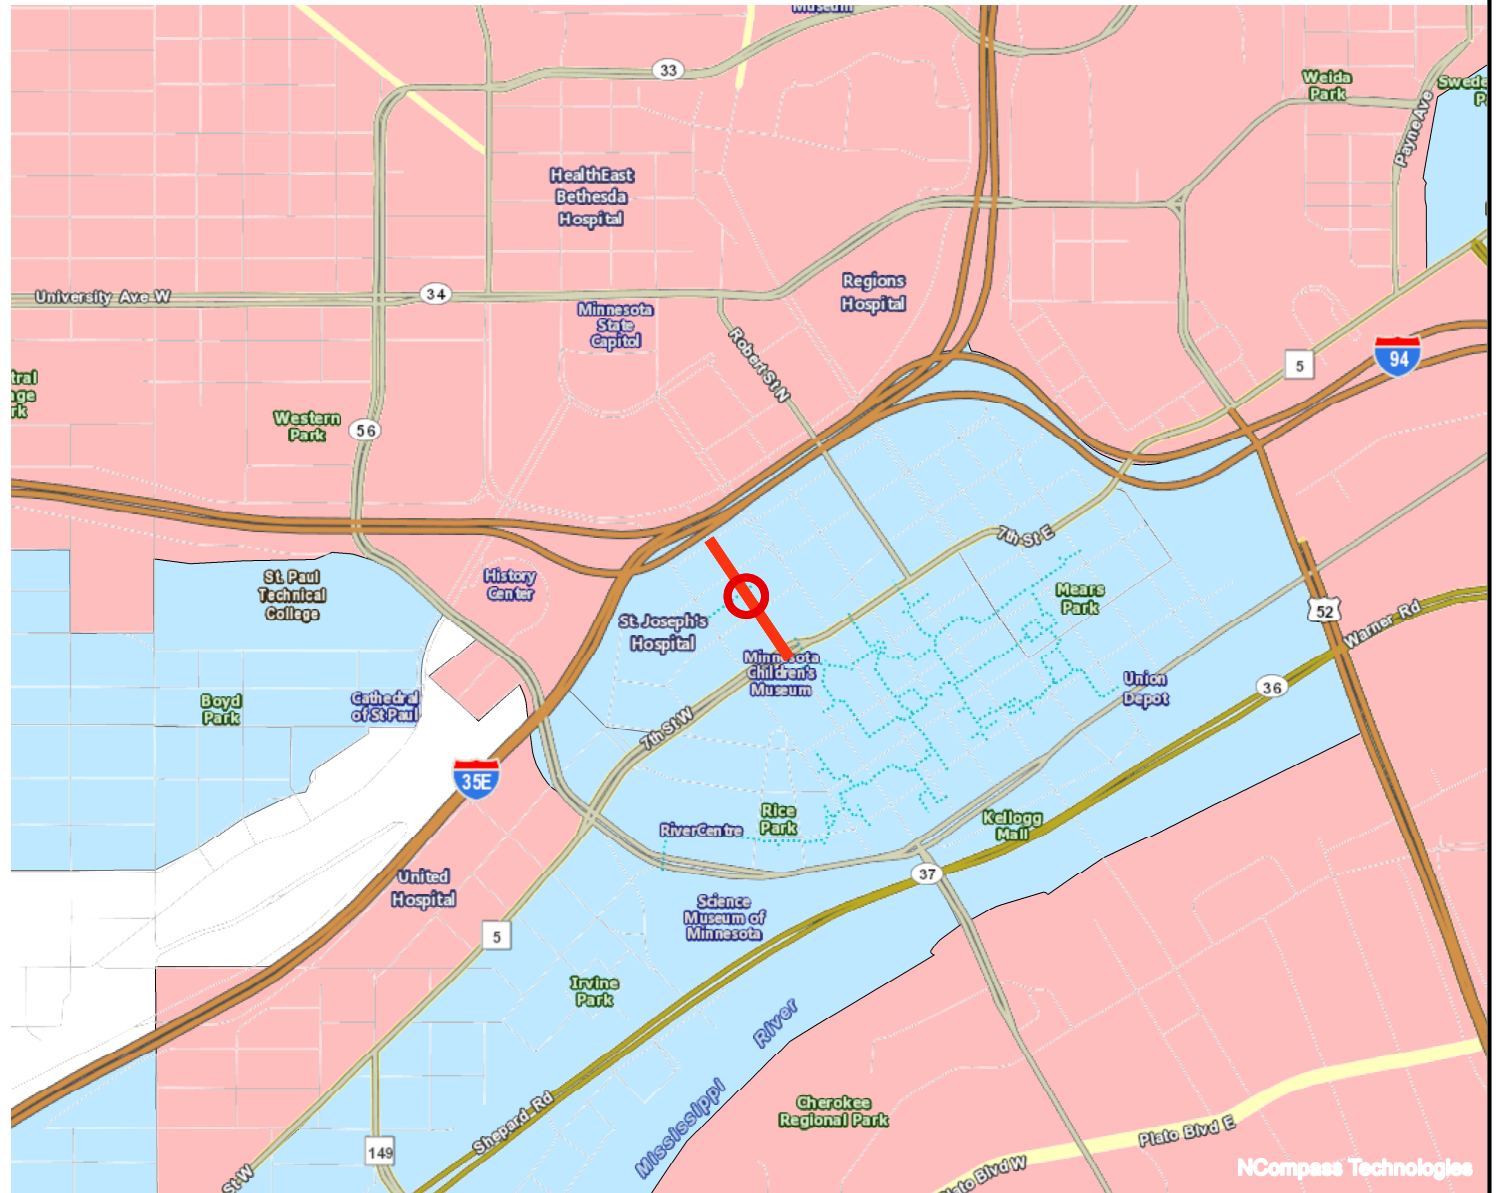 Museum
33
Weida
Park
Payne Ave
HealthEast
Bethesda
Hospital
University Ave W
34
Minnesota
State
Capitol
Regions
Hospital
Robert St N
5
94
Western
Park
56
7th St E
History
Center
St. Paul
Technical
College
St. Joseph's
Hospital
Mears
Park
52
Warner Rd
Minnesota
Children's
Museum
Union
Depot
36
Boyd
Park
Cathedral
of St Paul
7th St W
35E
Rice
Park
RiverCentre
Kellogg
Mall
37
United
Hospital
Science
Museum of
Minnesota
5
Irvine
Park
Mississippi River
Shepard Rd
Cherokee
Regional Park
149
St W
Plato Blvd E
Plato Blvd W
NCompass Technologies